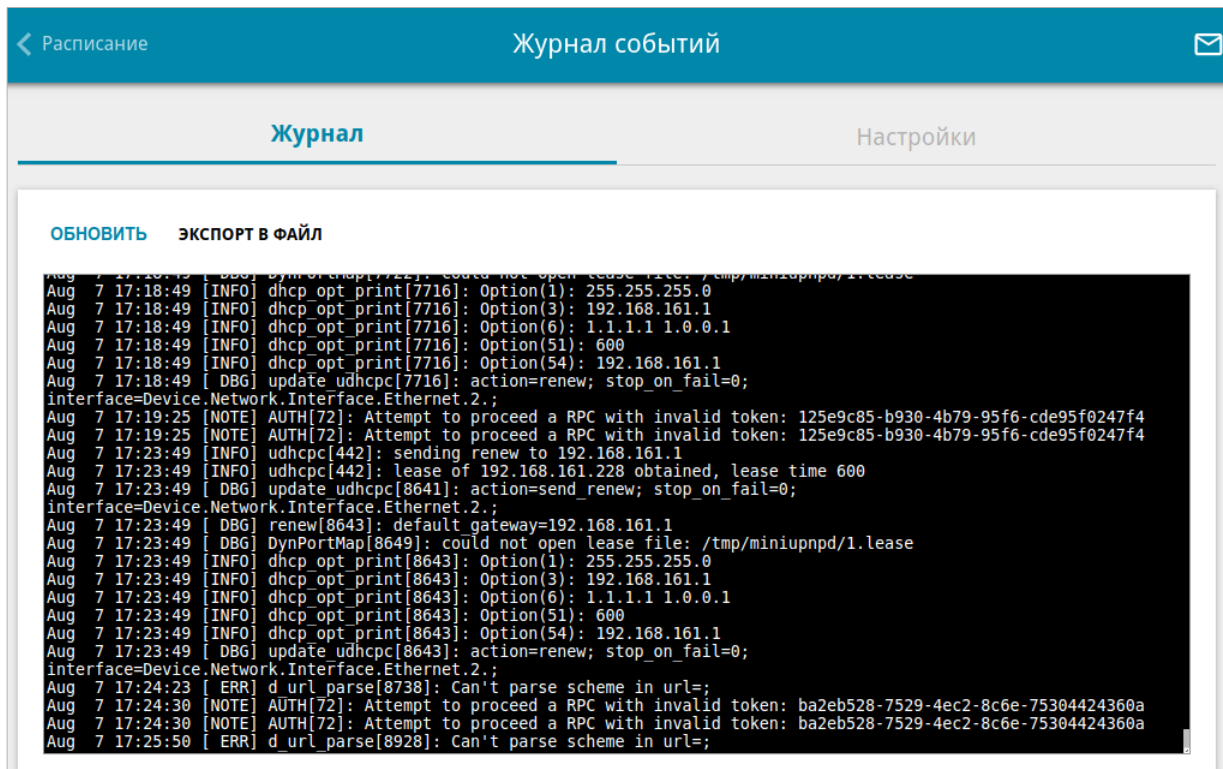 Расписание
Журнал событий
Журнал
Настройки
ОБНОВИТЬ ЭКСПОРТ В ФАЙЛ
Aug  7 17:18:49 [ DBG] DynPortMap[7722]: could not open lease file: /tmp/miniupnpd/1.lease
Aug  7 17:18:49 [INFO] dhcp_opt_print[7716]: Option(1): 255.255.255.0
Aug  7 17:18:49 [INFO] dhcp_opt_print[7716]: Option(3): 192.168.161.1
Aug  7 17:18:49 [INFO] dhcp_opt_print[7716]: Option(6): 1.1.1.1 1.0.0.1
Aug  7 17:18:49 [INFO] dhcp_opt_print[7716]: Option(51): 600
Aug  7 17:18:49 [INFO] dhcp_opt_print[7716]: Option(54): 192.168.161.1
Aug  7 17:18:49 [ DBG] update_udhcpc[7716]: action=renew; stop_on_fail=0;
interface=Device.Network.Interface.Ethernet.2.;
Aug  7 17:19:25 [NOTE] AUTH[72]: Attempt to proceed a RPC with invalid token: 125e9c85-b930-4b79-95f6-cde95f0247f4
Aug  7 17:19:25 [NOTE] AUTH[72]: Attempt to proceed a RPC with invalid token: 125e9c85-b930-4b79-95f6-cde95f0247f4
Aug  7 17:23:49 [INFO] udhcpc[442]: sending renew to 192.168.161.1
Aug  7 17:23:49 [INFO] udhcpc[442]: lease of 192.168.161.228 obtained, lease time 600
Aug  7 17:23:49 [ DBG] update_udhcpc[8641]: action=send_renew; stop_on_fail=0;
interface=Device.Network.Interface.Ethernet.2.;
Aug  7 17:23:49 [ DBG] renew[8643]: default_gateway=192.168.161.1
Aug  7 17:23:49 [ DBG] DynPortMap[8649]: could not open lease file: /tmp/miniupnpd/1.lease
Aug  7 17:23:49 [INFO] dhcp_opt_print[8643]: Option(1): 255.255.255.0
Aug  7 17:23:49 [INFO] dhcp_opt_print[8643]: Option(3): 192.168.161.1
Aug  7 17:23:49 [INFO] dhcp_opt_print[8643]: Option(6): 1.1.1.1 1.0.0.1
Aug  7 17:23:49 [INFO] dhcp_opt_print[8643]: Option(51): 600
Aug  7 17:23:49 [INFO] dhcp_opt_print[8643]: Option(54): 192.168.161.1
Aug  7 17:23:49 [ DBG] update_udhcpc[8643]: action=renew; stop_on_fail=0;
interface=Device.Network.Interface.Ethernet.2.;
Aug  7 17:24:23 [ ERR] d_url_parse[8738]: Can't parse scheme in url=;
Aug  7 17:24:30 [NOTE] AUTH[72]: Attempt to proceed a RPC with invalid token: ba2eb528-7529-4ec2-8c6e-75304424360a
Aug  7 17:24:30 [NOTE] AUTH[72]: Attempt to proceed a RPC with invalid token: ba2eb528-7529-4ec2-8c6e-75304424360a
Aug  7 17:25:50 [ ERR] d_url_parse[8928]: Can't parse scheme in url=;